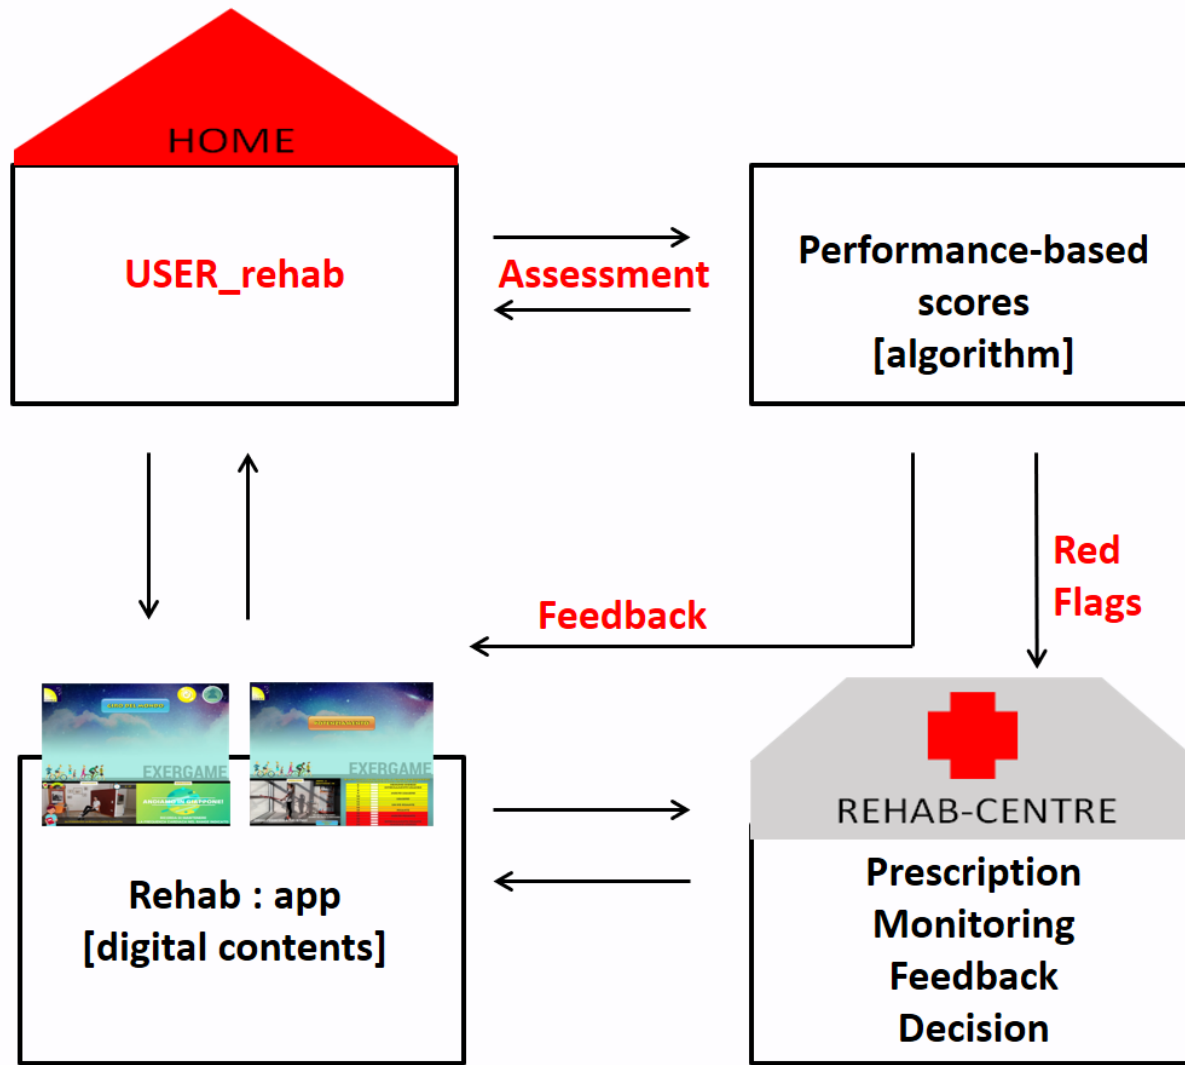 HOME
USER_rehab
Assessment
Performance-based
scores
[algorithm]
Red
Flags
Feedback
EXERGAME
EXERGAME
REHAB-CENTRE
Rehab : app
[digital contents]
Prescription
Monitoring
Feedback
Decision